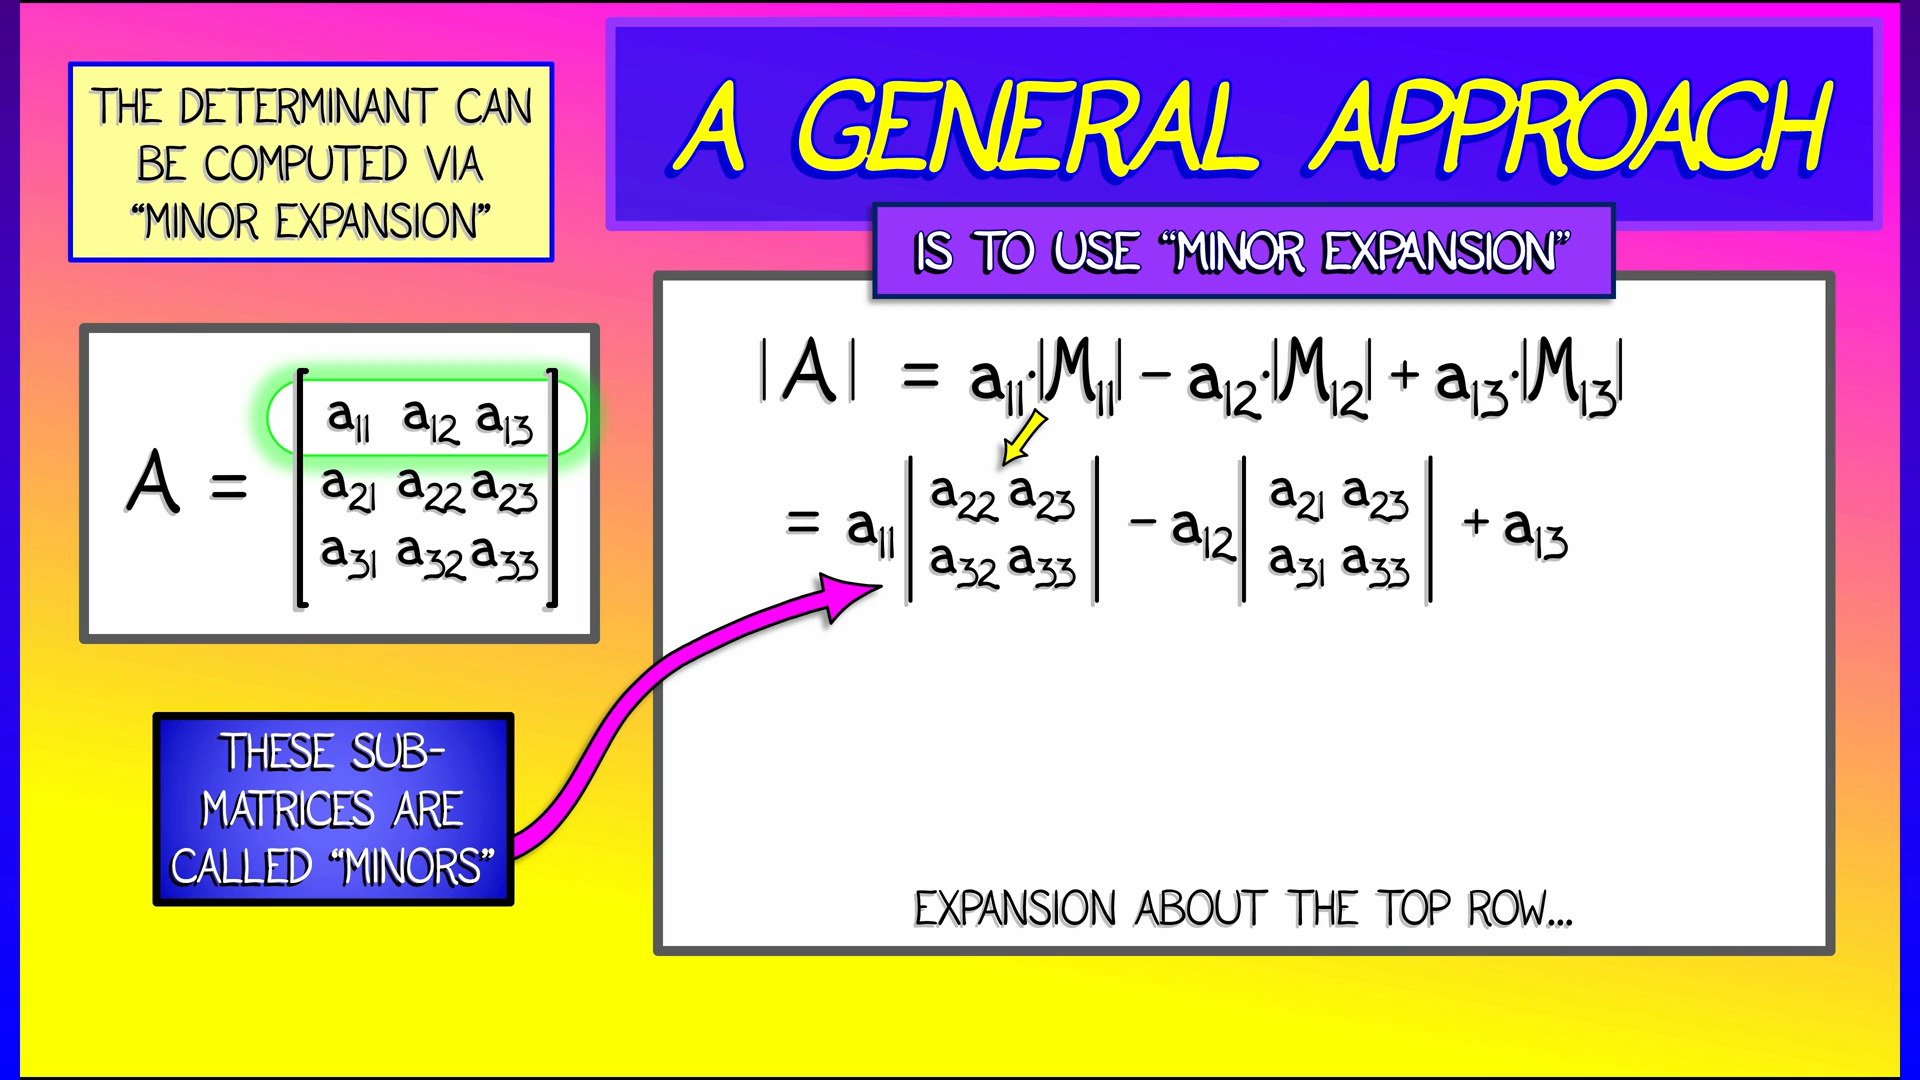 THE DETERMINANT CAN
BE COMPUTED VIA
“MINOR EXPANSION”
A GENERAL APPROACH
IS TO USE “MINOR EXPANSION”
A = [ a₁₁ a₁₂ a₁₃
a₂₁ a₂₂ a₂₃
a₃₁ a₃₂ a₃₃ ]
|A| = a₁₁·|M₁₁| − a₁₂·|M₁₂| + a₁₃·|M₁₃|
= a₁₁ | a₂₂ a₂₃ | − a₁₂ | a₂₁ a₂₃ | + a₁₃
| a₃₂ a₃₃ | | a₃₁ a₃₃ |
THESE SUB-
MATRICES ARE
CALLED “MINORS”
EXPANSION ABOUT THE TOP ROW...